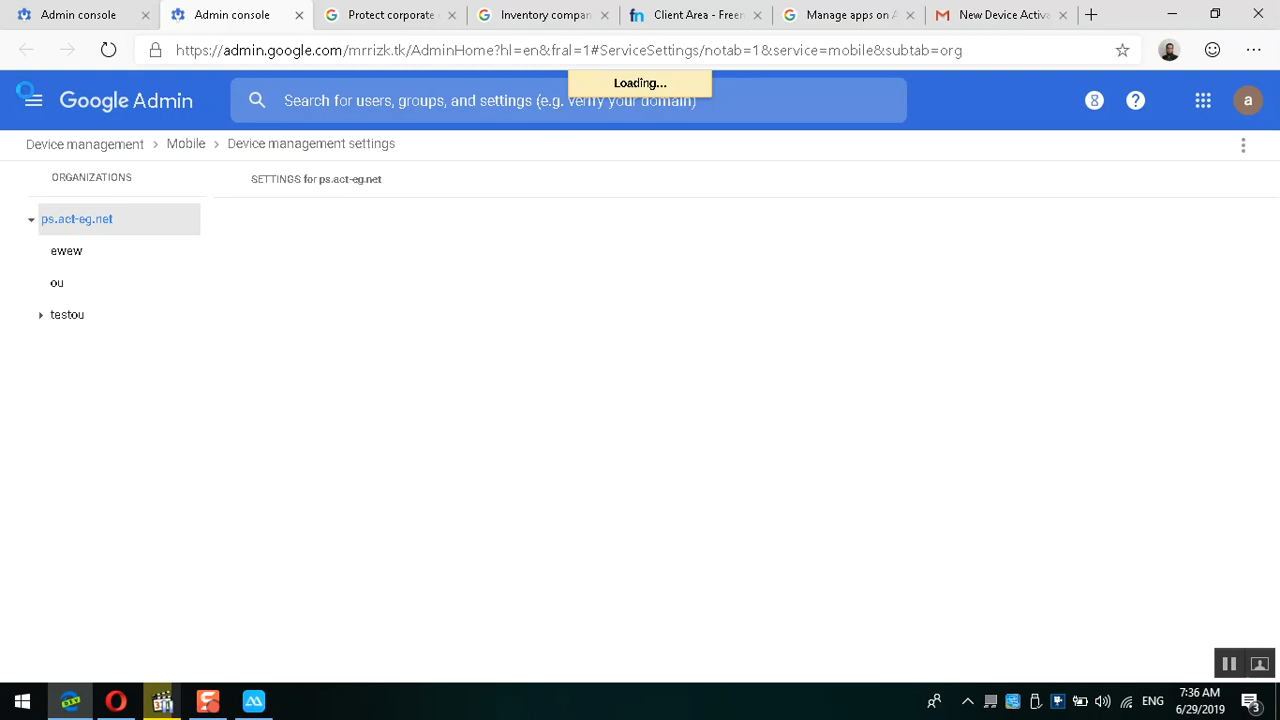 Admin console
Admin console
Protect corporate
Inventory compan
Client Area - Freen
Manage apps on A
New Device Activa
https://admin.google.com/mrrizk.tk/AdminHome?hl=en&fral=1#ServiceSettings/notab=1&service=mobile&subtab=org
Loading...
Google Admin
Search for users, groups, and settings (e.g. verify your domain)
a
Device management > Mobile > Device management settings
ORGANIZATIONS
SETTINGS for ps.act-eg.net
ps.act-eg.net
ewew
ou
testou
ENG
7:36 AM
6/29/2019
3